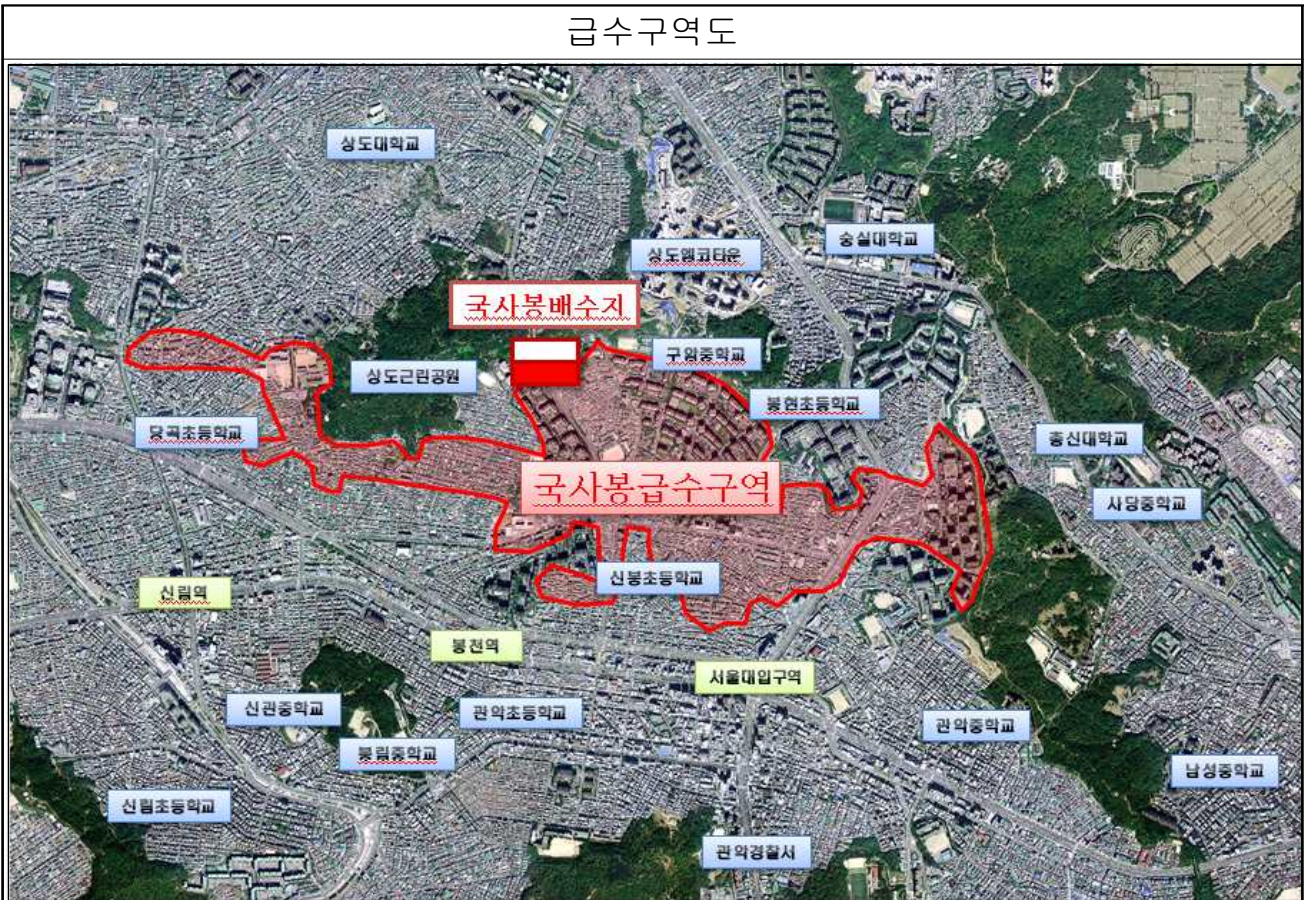 급수구역도
상도대학교
숭실대학교
상도엠코타운
국사봉배수지
구암중학교
상도근린공원
봉현초등학교
당곡초등학교
총신대학교
국사봉급수구역
사당중학교
신봉초등학교
신림역
봉천역
서울대입구역
신관중학교
관악초등학교
관악중학교
봉림중학교
남성중학교
신림초등학교
관악경찰서